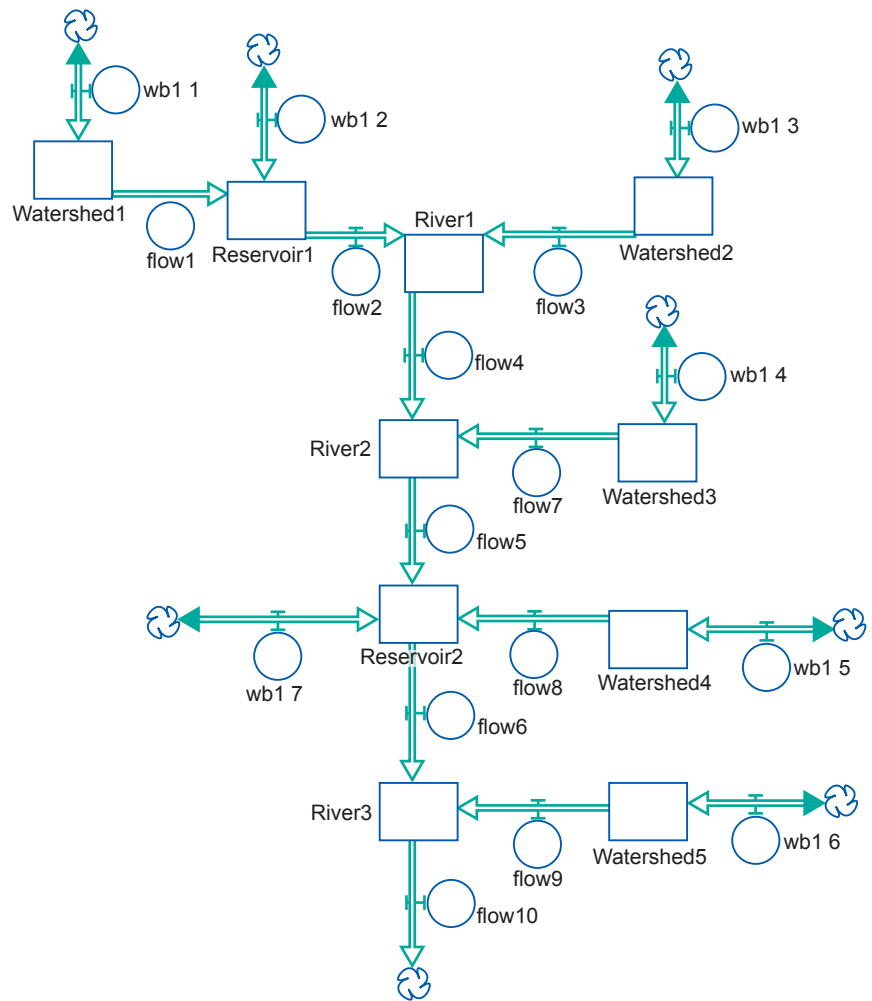 wb1 1
wb1 2
wb1 3
Watershed1
flow1
Reservoir1
River1
Watershed2
flow2
flow3
flow4
wb1 4
River2
flow7
Watershed3
flow5
Reservoir2
wb1 7
flow8
Watershed4
wb1 5
flow6
River3
flow9
Watershed5
wb1 6
flow10